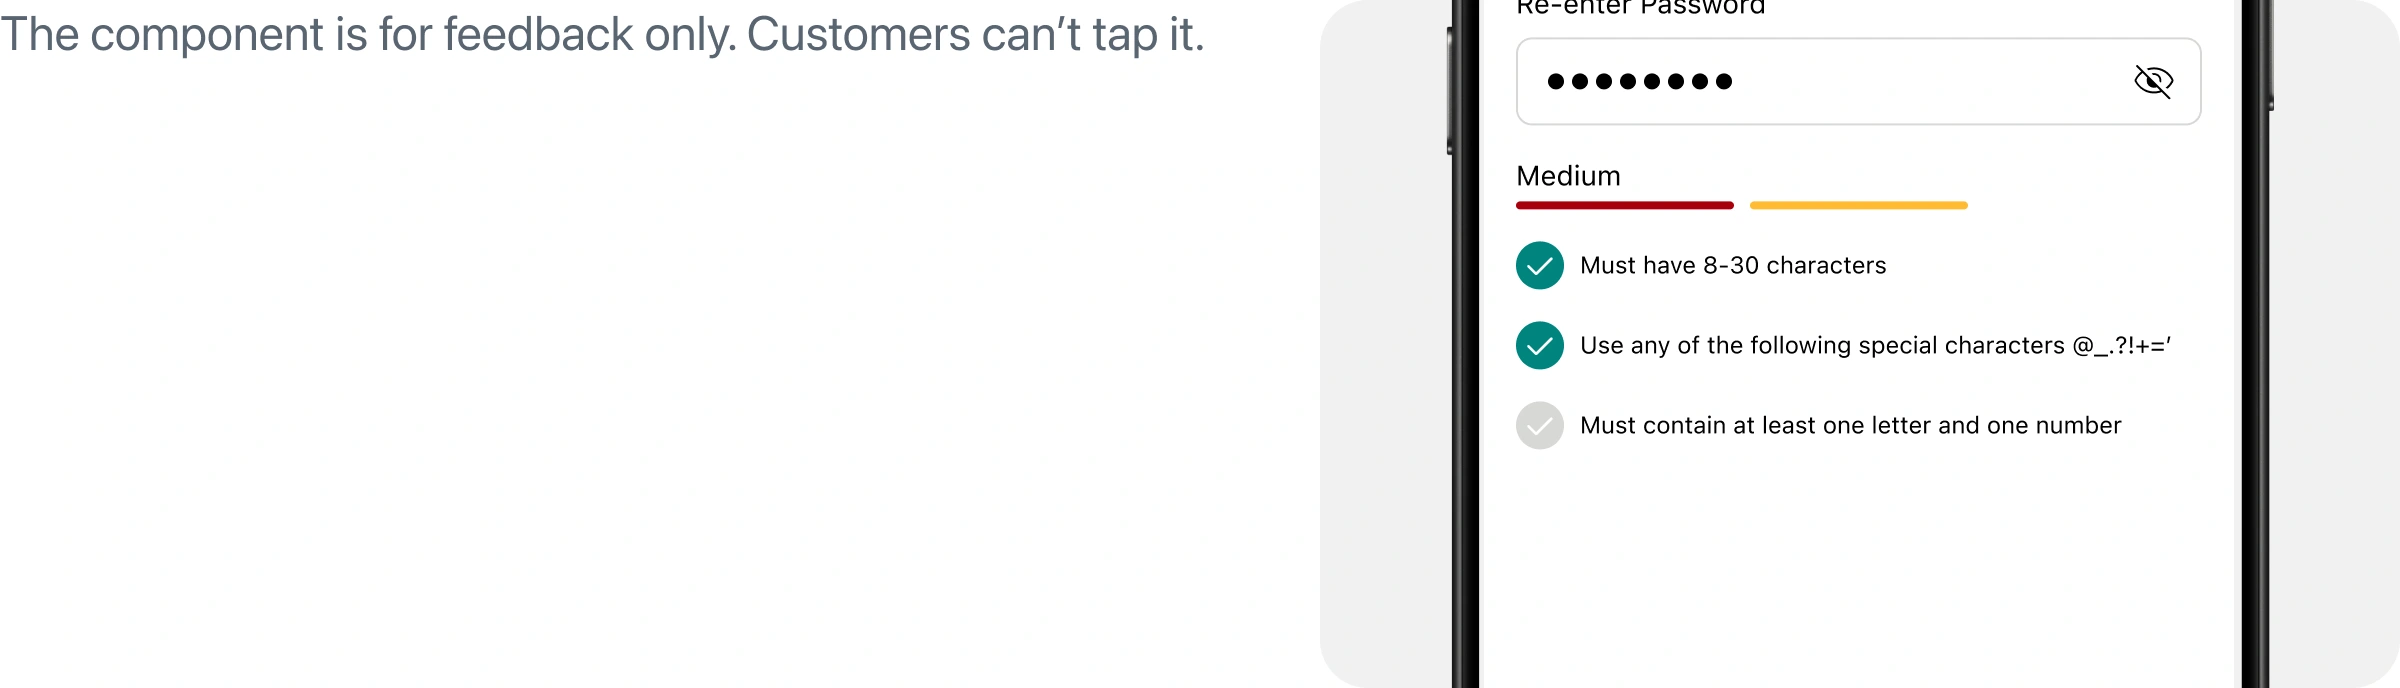 The component is for feedback only. Customers can’t tap it.
Re-enter Password
Medium
Must have 8-30 characters
Use any of the following special characters @_.?!+=’
Must contain at least one letter and one number